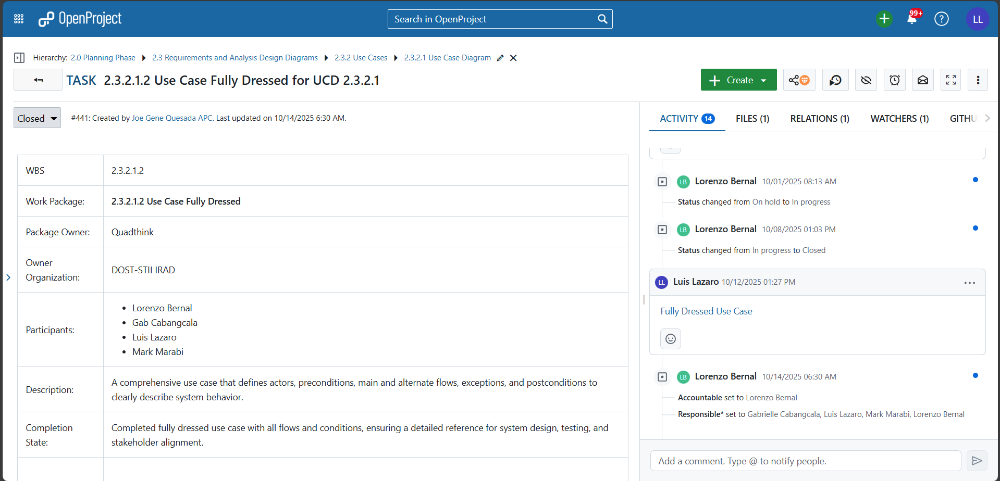 OpenProject
Search in OpenProject
99+
LL
Hierarchy: 2.0 Planning Phase 2.3 Requirements and Analysis Design Diagrams 2.3.2 Use Cases 2.3.2.1 Use Case Diagram
TASK 2.3.2.1.2 Use Case Fully Dressed for UCD 2.3.2.1
Create
Closed
#441: Created by Joe Gene Quesada APC. Last updated on 10/14/2025 6:30 AM.
WBS
2.3.2.1.2
Work Package:
2.3.2.1.2 Use Case Fully Dressed
Package Owner:
Quadthink
Owner
Organization:
DOST-STII IRAD
Participants:
• Lorenzo Bernal
• Gab Cabangcala
• Luis Lazaro
• Mark Marabi
Description:
A comprehensive use case that defines actors, preconditions, main and alternate flows, exceptions, and postconditions to
clearly describe system behavior.
Completion
State:
Completed fully dressed use case with all flows and conditions, ensuring a detailed reference for system design, testing, and
stakeholder alignment.
ACTIVITY 14
FILES (1)
RELATIONS (1)
WATCHERS (1)
GITHU
LB Lorenzo Bernal 10/01/2025 08:13 AM
Status changed from On hold to In progress
LB Lorenzo Bernal 10/08/2025 01:03 PM
Status changed from In progress to Closed
LL Luis Lazaro 10/12/2025 01:27 PM
Fully Dressed Use Case
LB Lorenzo Bernal 10/14/2025 06:30 AM
Accountable set to Lorenzo Bernal
Responsible* set to Gabrielle Cabangcala, Luis Lazaro, Mark Marabi, Lorenzo Bernal
Add a comment. Type @ to notify people.